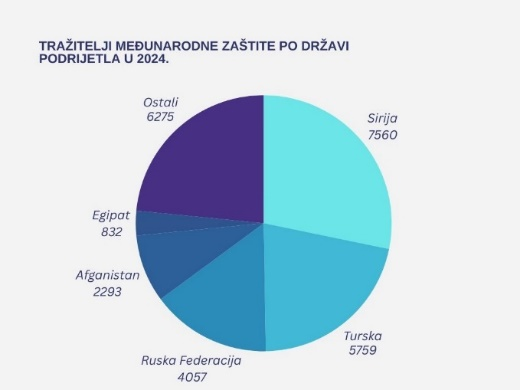 TRAŽITELJI MEĐUNARODNE ZAŠTITE PO DRŽAVI
PODRIJETLA U 2024.
Ostali
6275
Sirija
7560
Egipat
832
Afganistan
2293
Turska
5759
Ruska Federacija
4057